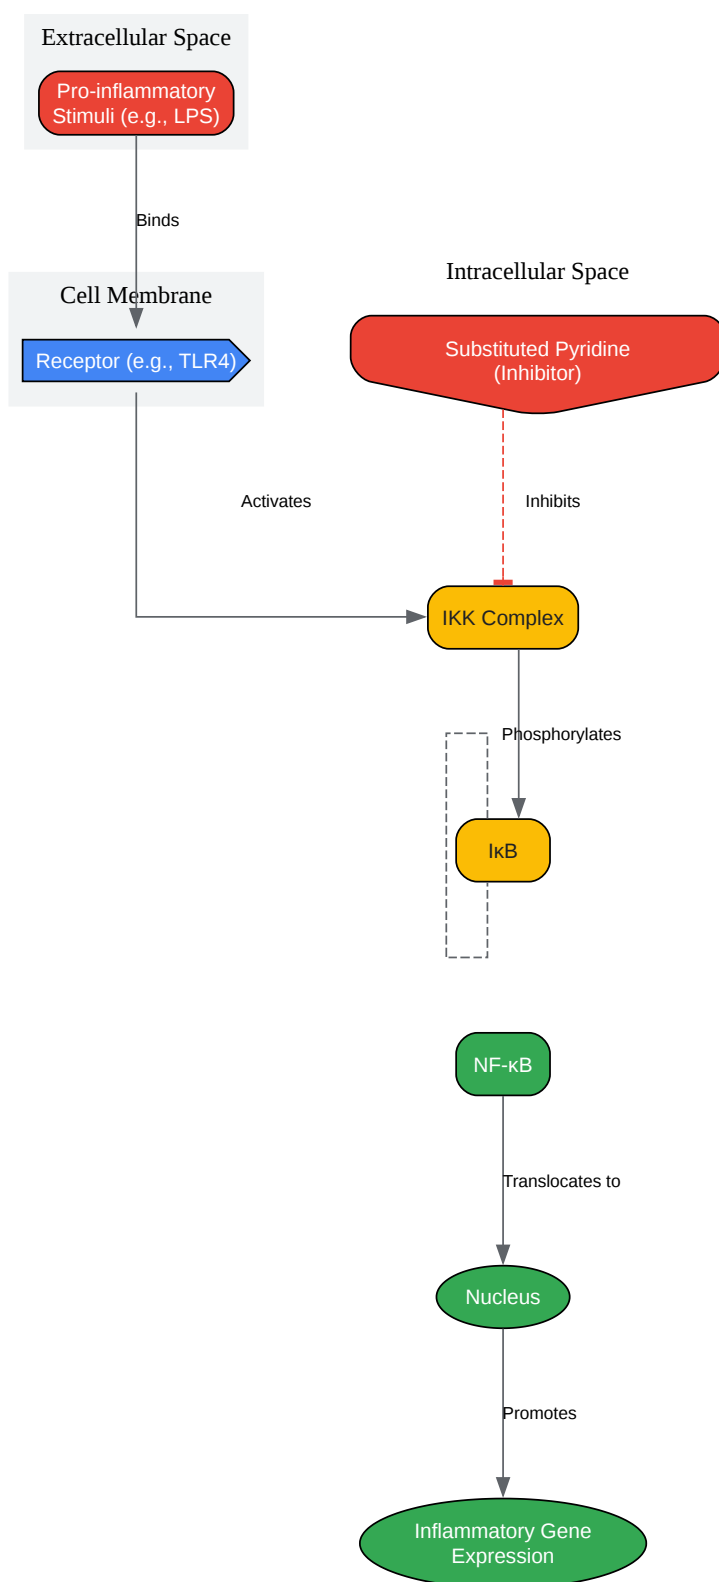 Extracellular Space
Pro-inflammatory
Stimuli (e.g., LPS)
Binds
Cell Membrane
Receptor (e.g., TLR4)
Intracellular Space
Substituted Pyridine
(Inhibitor)
Activates
Inhibits
IKK Complex
Phosphorylates
IκB
NF-κB
Translocates to
Nucleus
Promotes
Inflammatory Gene
Expression